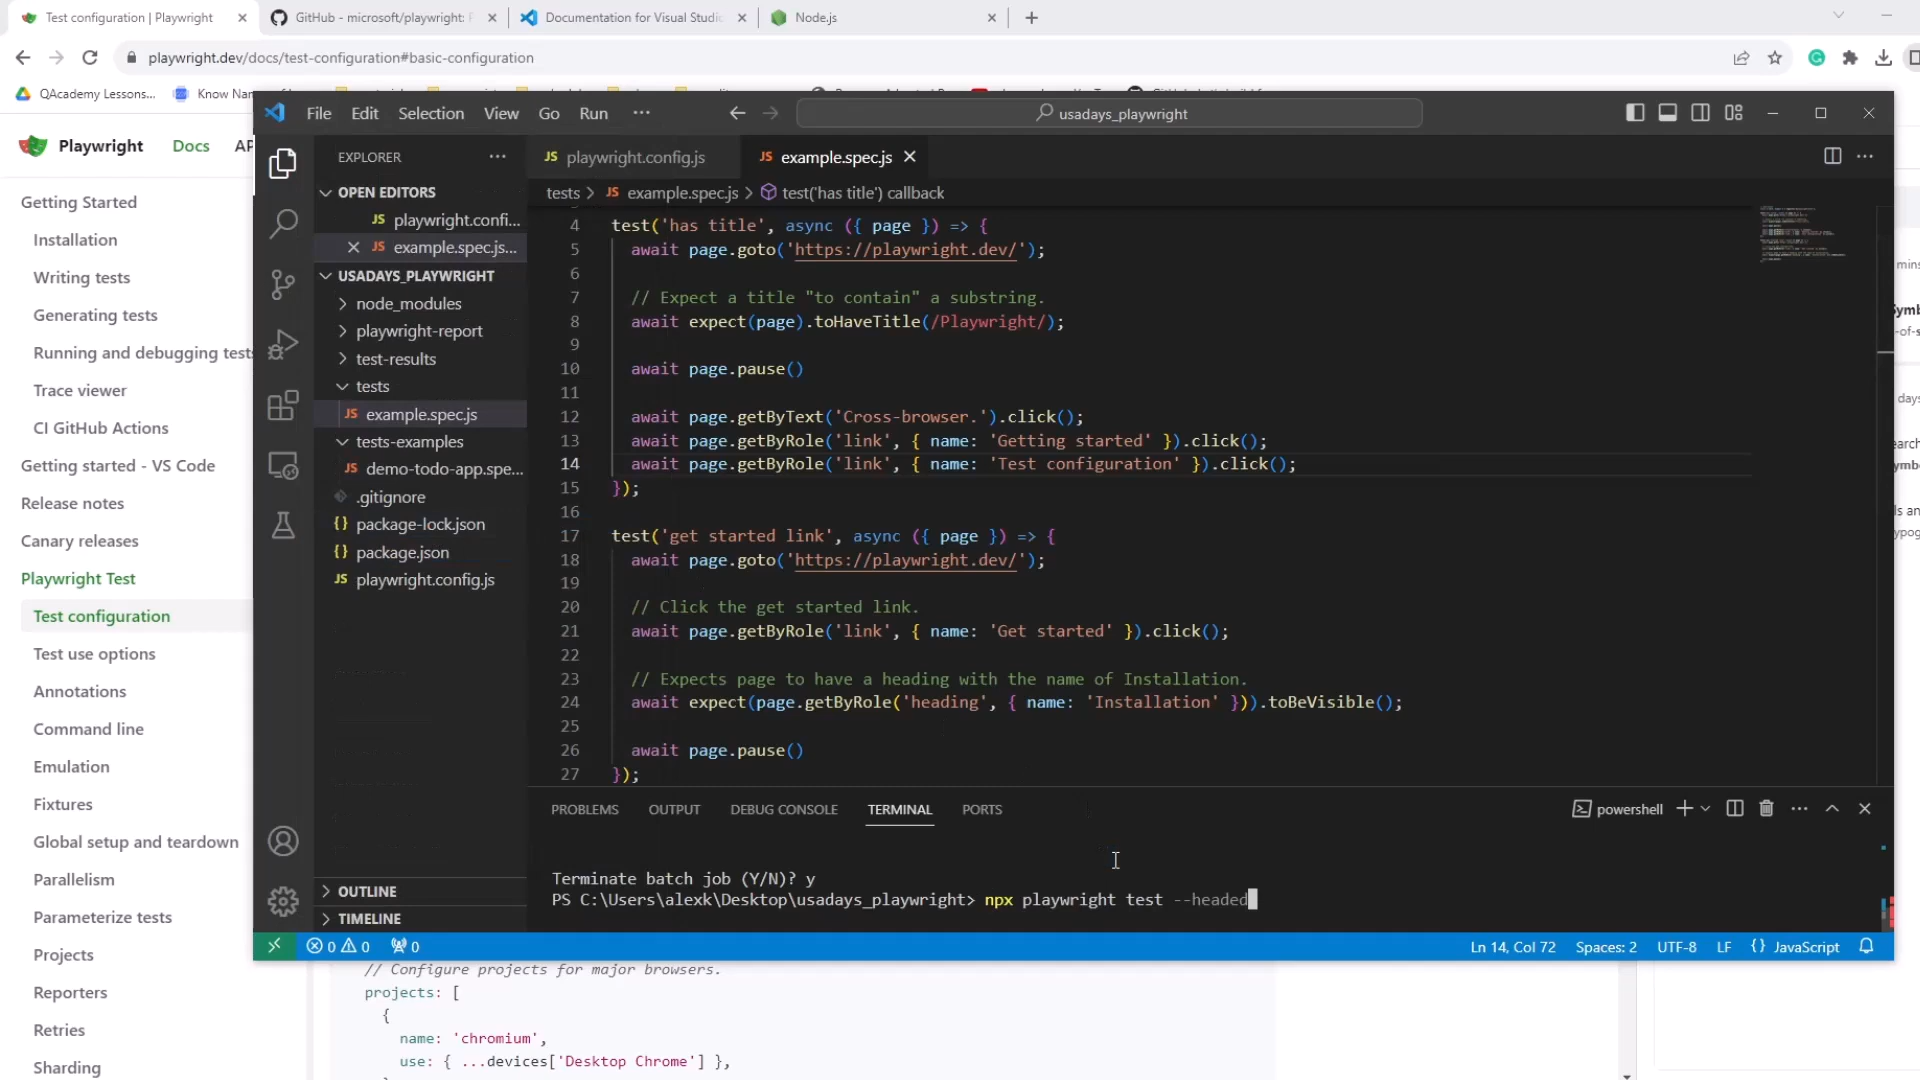 Test configuration | Playwright
GitHub - microsoft/playwright:
Documentation for Visual Studi
Node.js
playwright.dev/docs/test-configuration#basic-configuration
QAcademy Lessons...
Know
Playwright
Docs
Getting Started
Installation
Writing tests
Generating tests
Running and debugging tests
Trace viewer
CI GitHub Actions
Getting started - VS Code
Release notes
Canary releases
Playwright Test
Test configuration
Test use options
Annotations
Command line
Emulation
Fixtures
Global setup and teardown
Parallelism
Parameterize tests
Projects
Reporters
Retries
Sharding
File Edit Selection View Go Run ···
usadays_playwright
EXPLORER
OPEN EDITORS
JS playwright.confi...
JS example.spec.js...
USADAYS_PLAYWRIGHT
node_modules
playwright-report
test-results
tests
JS example.spec.js
tests-examples
JS demo-todo-app.spe...
.gitignore
{} package-lock.json
{} package.json
JS playwright.config.js
OUTLINE
TIMELINE
JS playwright.config.js
JS example.spec.js
tests > JS example.spec.js > test('has title') callback
4 test('has title', async ({ page }) => {
5 await page.goto('https://playwright.dev/');
6
7 // Expect a title "to contain" a substring.
8 await expect(page).toHaveTitle(/Playwright/);
9
10 await page.pause()
11
12 await page.getByText('Cross-browser.').click();
13 await page.getByRole('link', { name: 'Getting started' }).click();
14 await page.getByRole('link', { name: 'Test configuration' }).click();
15 });
16
17 test('get started link', async ({ page }) => {
18 await page.goto('https://playwright.dev/');
19
20 // Click the get started link.
21 await page.getByRole('link', { name: 'Get started' }).click();
22
23 // Expects page to have a heading with the name of Installation.
24 await expect(page.getByRole('heading', { name: 'Installation' })).toBeVisible();
25
26 await page.pause()
27 });
PROBLEMS OUTPUT DEBUG CONSOLE TERMINAL PORTS
powershell
Terminate batch job (Y/N)? y
PS C:\Users\alexk\Desktop\usadays_playwright> npx playwright test --headed
0 0 0
Ln 14, Col 72 Spaces: 2 UTF-8 LF {} JavaScript
// Configure projects for major browsers.
projects: [
{
name: 'chromium',
use: { ...devices['Desktop Chrome'] },